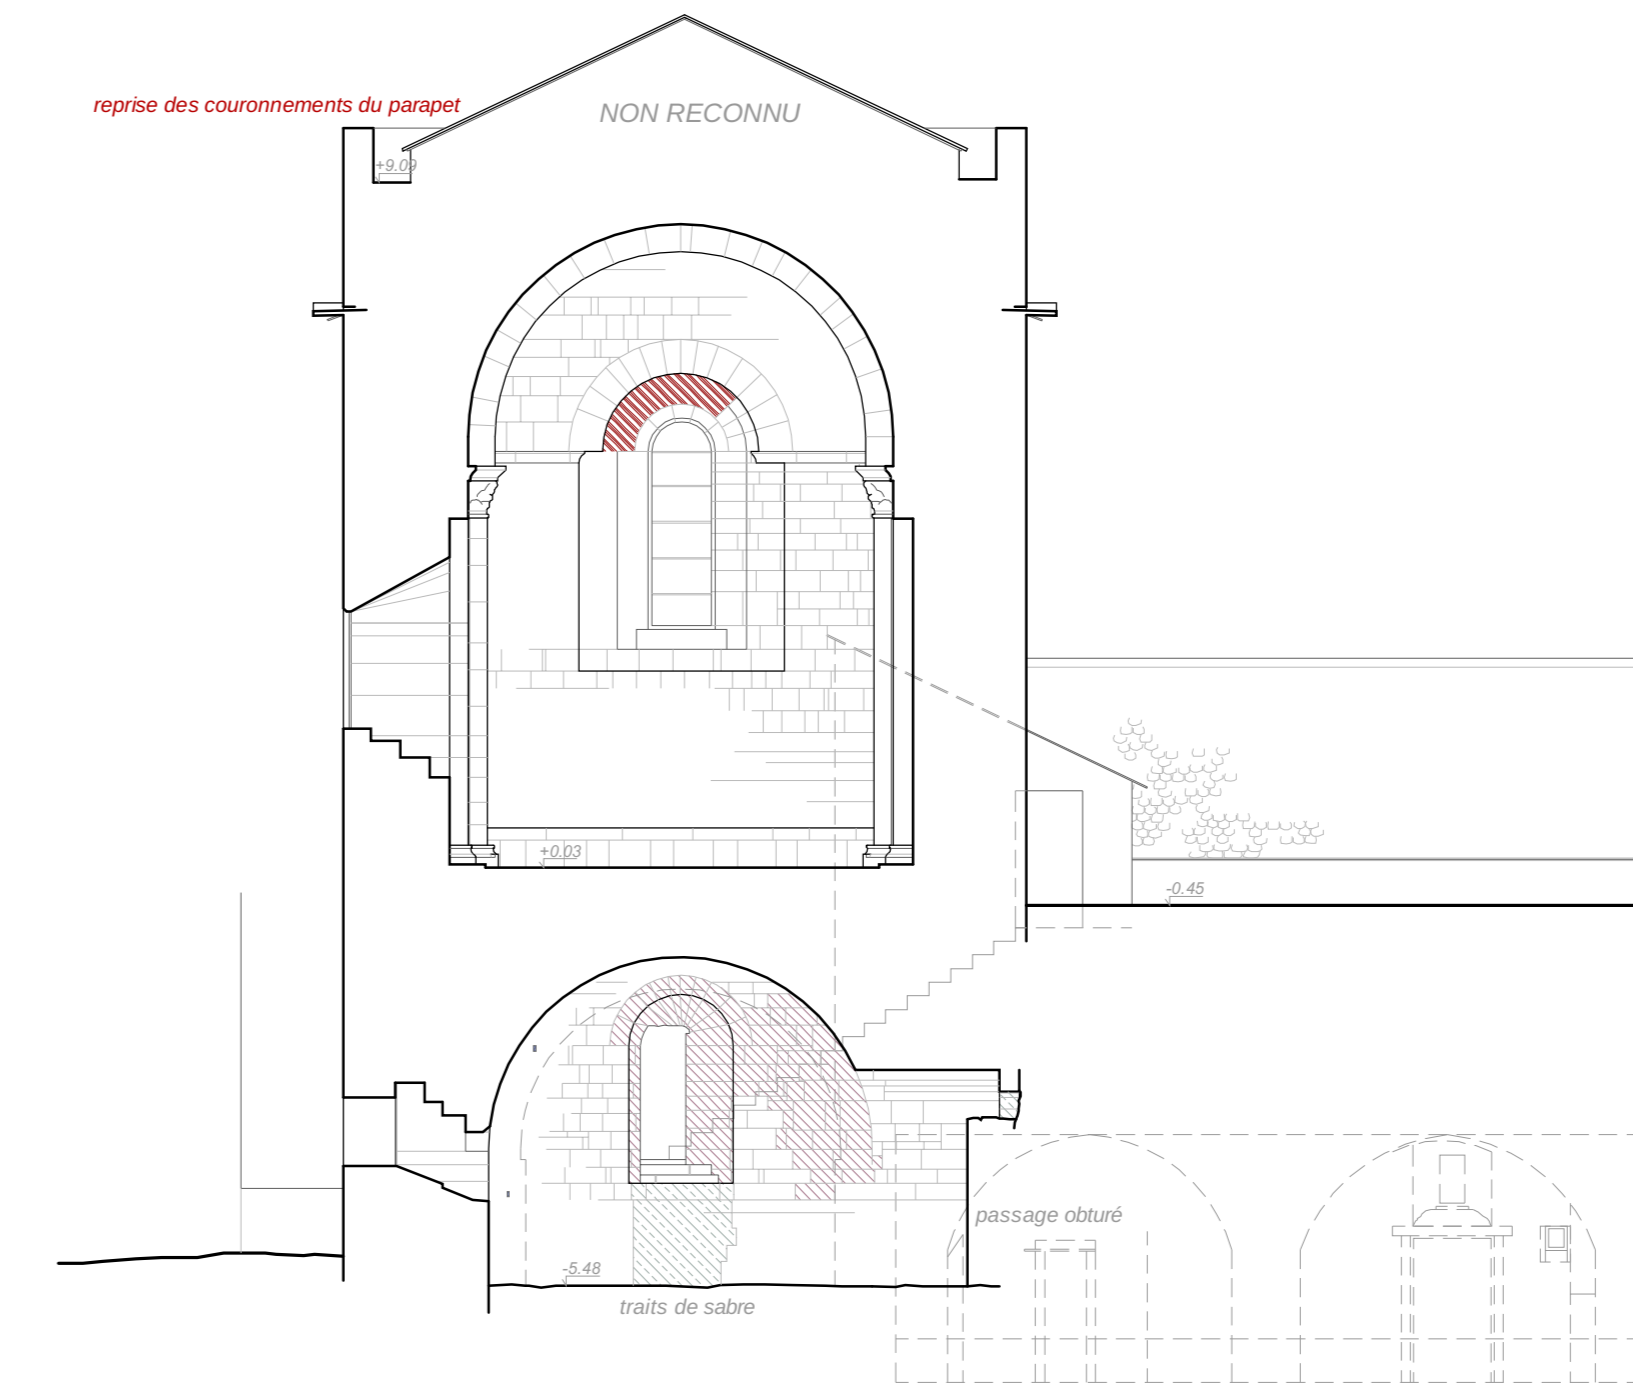 reprise des couronnements du parapet
NON RECONNU
+9.09
+0.03
-0.45
passage obturé
-5.48
traits de sabre